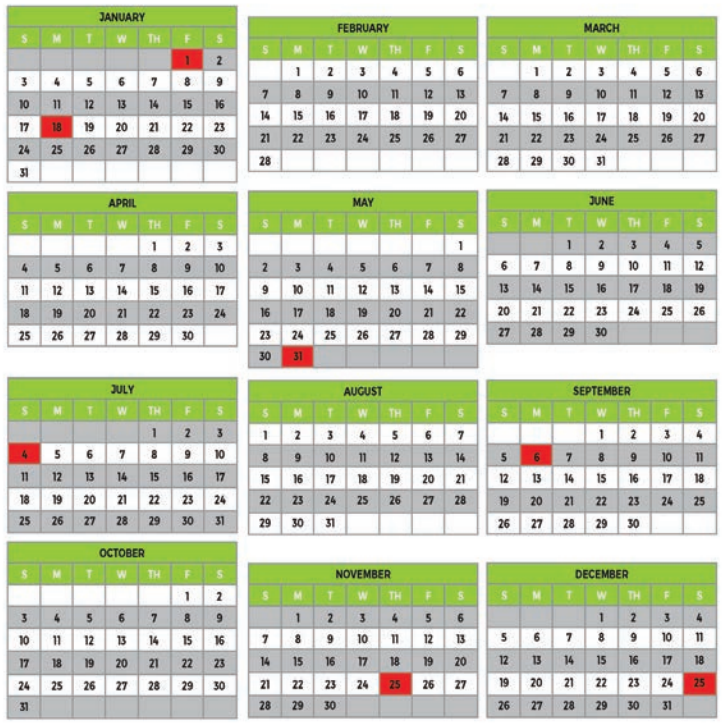 JANUARY
S M T W TH F S
1 2
3 4 5 6 7 8 9
10 11 12 13 14 15 16
17 18 19 20 21 22 23
24 25 26 27 28 29 30
31
FEBRUARY
S M T W TH F S
1 2 3 4 5 6
7 8 9 10 11 12 13
14 15 16 17 18 19 20
21 22 23 24 25 26 27
28
MARCH
S M T W TH F S
1 2 3 4 5 6
7 8 9 10 11 12 13
14 15 16 17 18 19 20
21 22 23 24 25 26 27
28 29 30 31
APRIL
S M T W TH F S
1 2 3
4 5 6 7 8 9 10
11 12 13 14 15 16 17
18 19 20 21 22 23 24
25 26 27 28 29 30
MAY
S M T W TH F S
1
2 3 4 5 6 7 8
9 10 11 12 13 14 15
16 17 18 19 20 21 22
23 24 25 26 27 28 29
30 31
JUNE
S M T W TH F S
1 2 3 4 5
6 7 8 9 10 11 12
13 14 15 16 17 18 19
20 21 22 23 24 25 26
27 28 29 30
JULY
S M T W TH F S
1 2 3
4 5 6 7 8 9 10
11 12 13 14 15 16 17
18 19 20 21 22 23 24
25 26 27 28 29 30 31
AUGUST
S M T W TH F S
1 2 3 4 5 6 7
8 9 10 11 12 13 14
15 16 17 18 19 20 21
22 23 24 25 26 27 28
29 30 31
SEPTEMBER
S M T W TH F S
1 2 3 4
5 6 7 8 9 10 11
12 13 14 15 16 17 18
19 20 21 22 23 24 25
26 27 28 29 30
OCTOBER
S M T W TH F S
1 2
3 4 5 6 7 8 9
10 11 12 13 14 15 16
17 18 19 20 21 22 23
24 25 26 27 28 29 30
31
NOVEMBER
S M T W TH F S
1 2 3 4 5 6
7 8 9 10 11 12 13
14 15 16 17 18 19 20
21 22 23 24 25 26 27
28 29 30
DECEMBER
S M T W TH F S
1 2 3 4
5 6 7 8 9 10 11
12 13 14 15 16 17 18
19 20 21 22 23 24 25
26 27 28 29 30 31